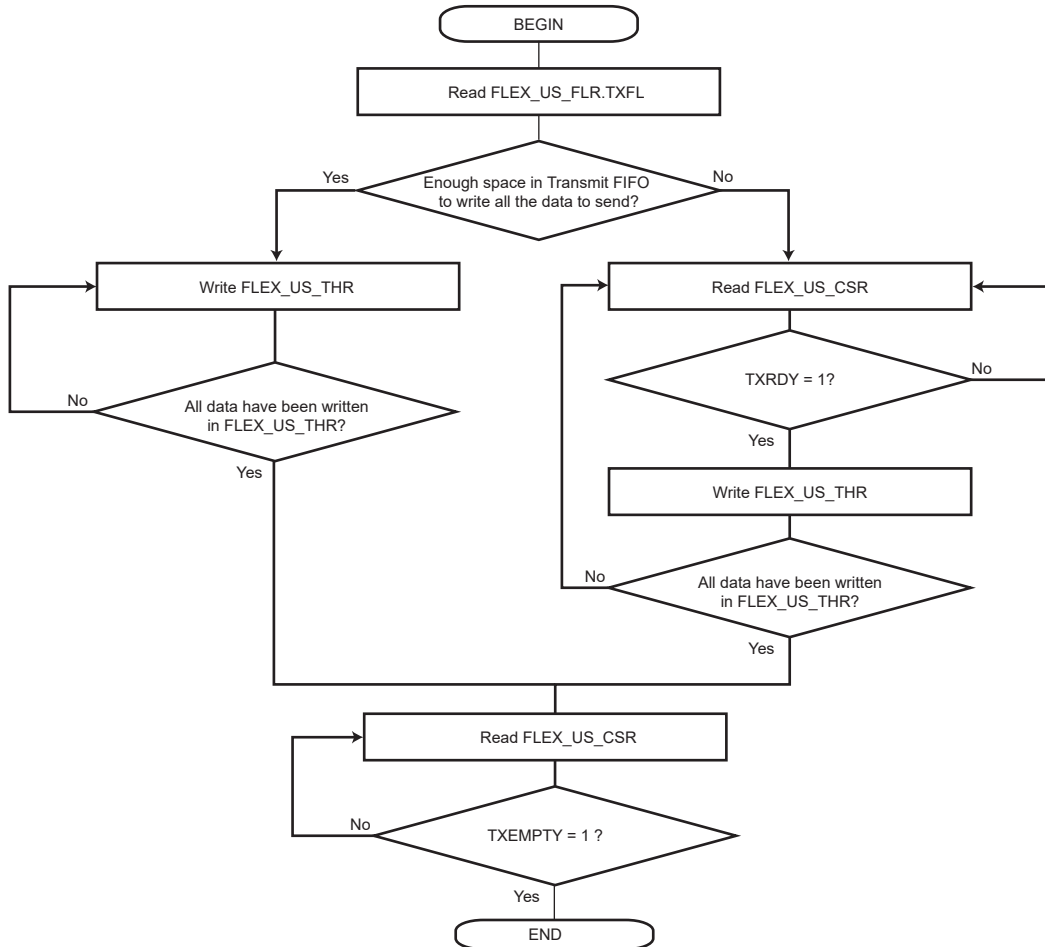 BEGIN
Read FLEX_US_FLR.TXFL
Yes
Enough space in Transmit FIFO
to write all the data to send?
No
Write FLEX_US_THR
Read FLEX_US_CSR
TXRDY = 1?
No
No
All data have been written
in FLEX_US_THR?
Yes
Yes
Write FLEX_US_THR
No
All data have been written
in FLEX_US_THR?
Yes
Read FLEX_US_CSR
No
TXEMPTY = 1 ?
Yes
END